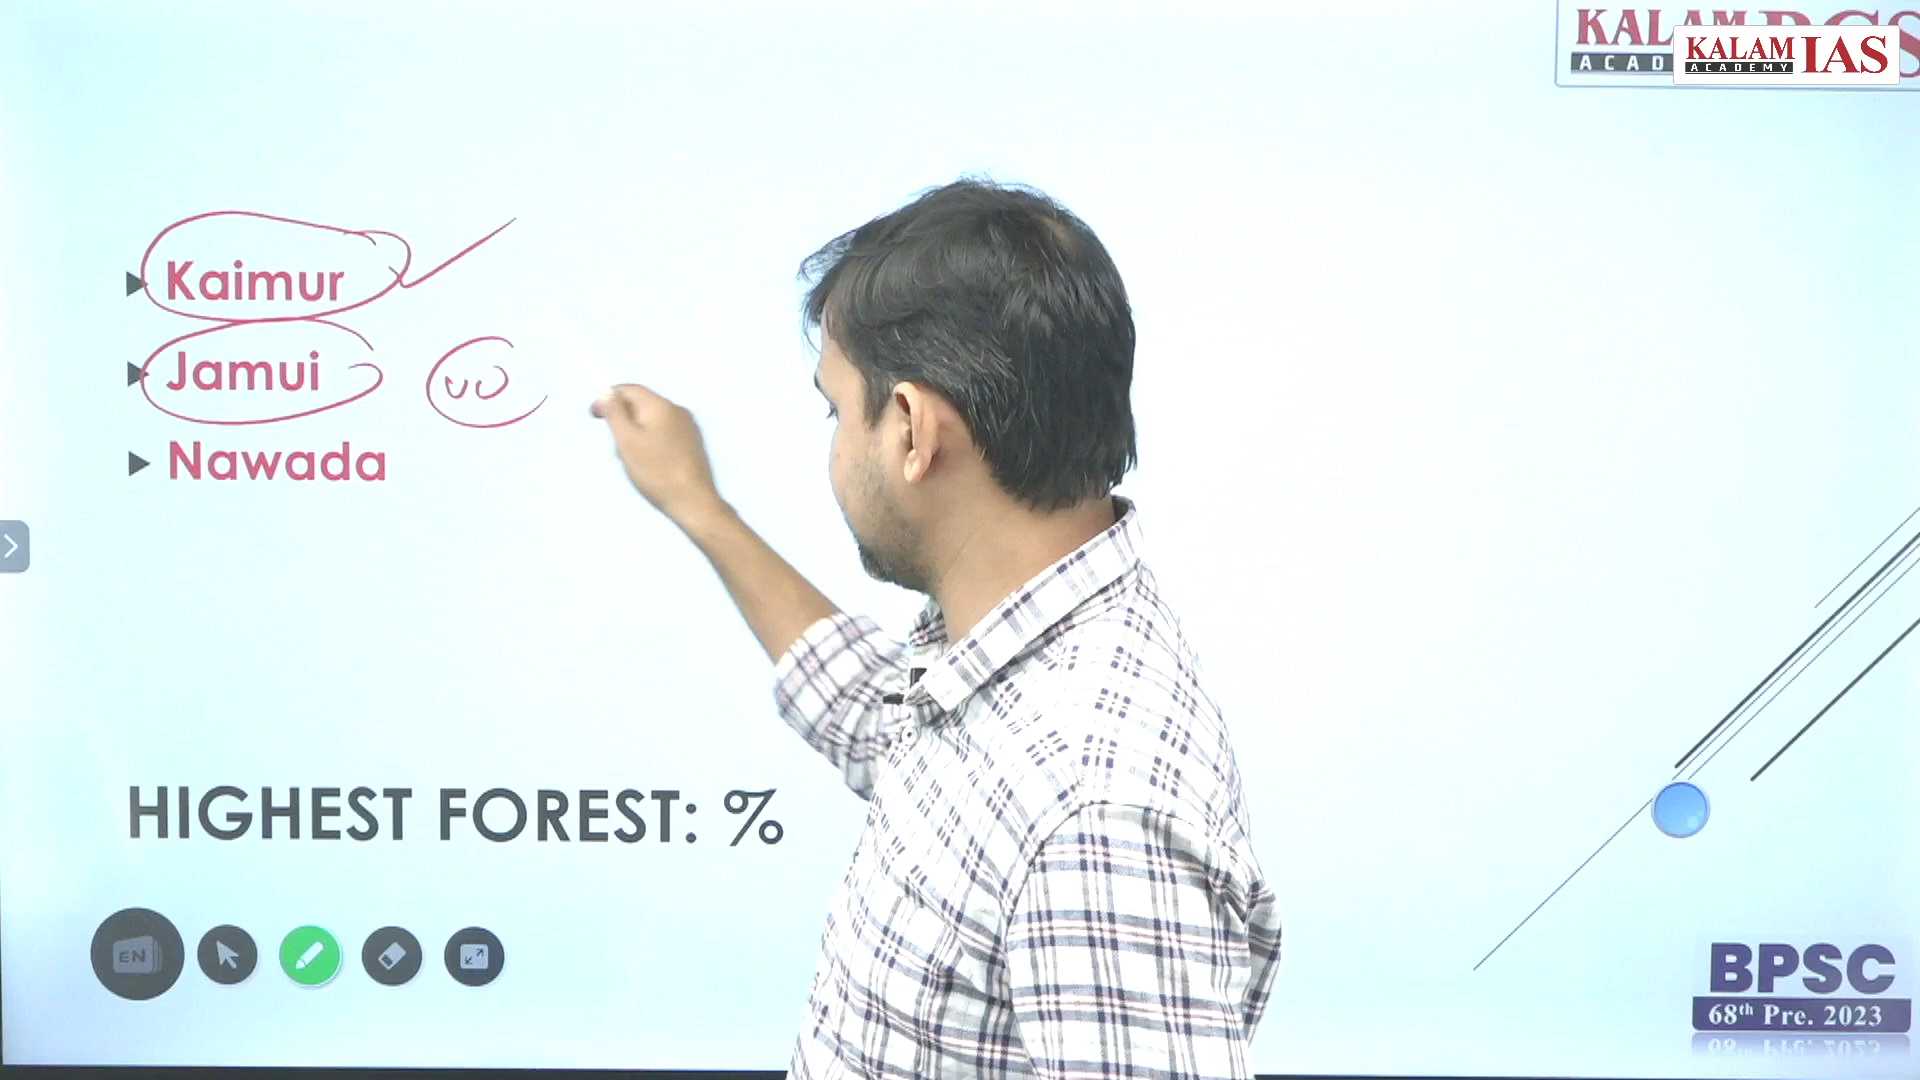 KALAM IAS
ACADEMY
Kaimur
Jamui
Nawada
HIGHEST FOREST: %
EN
BPSC
68th Pre. 2023